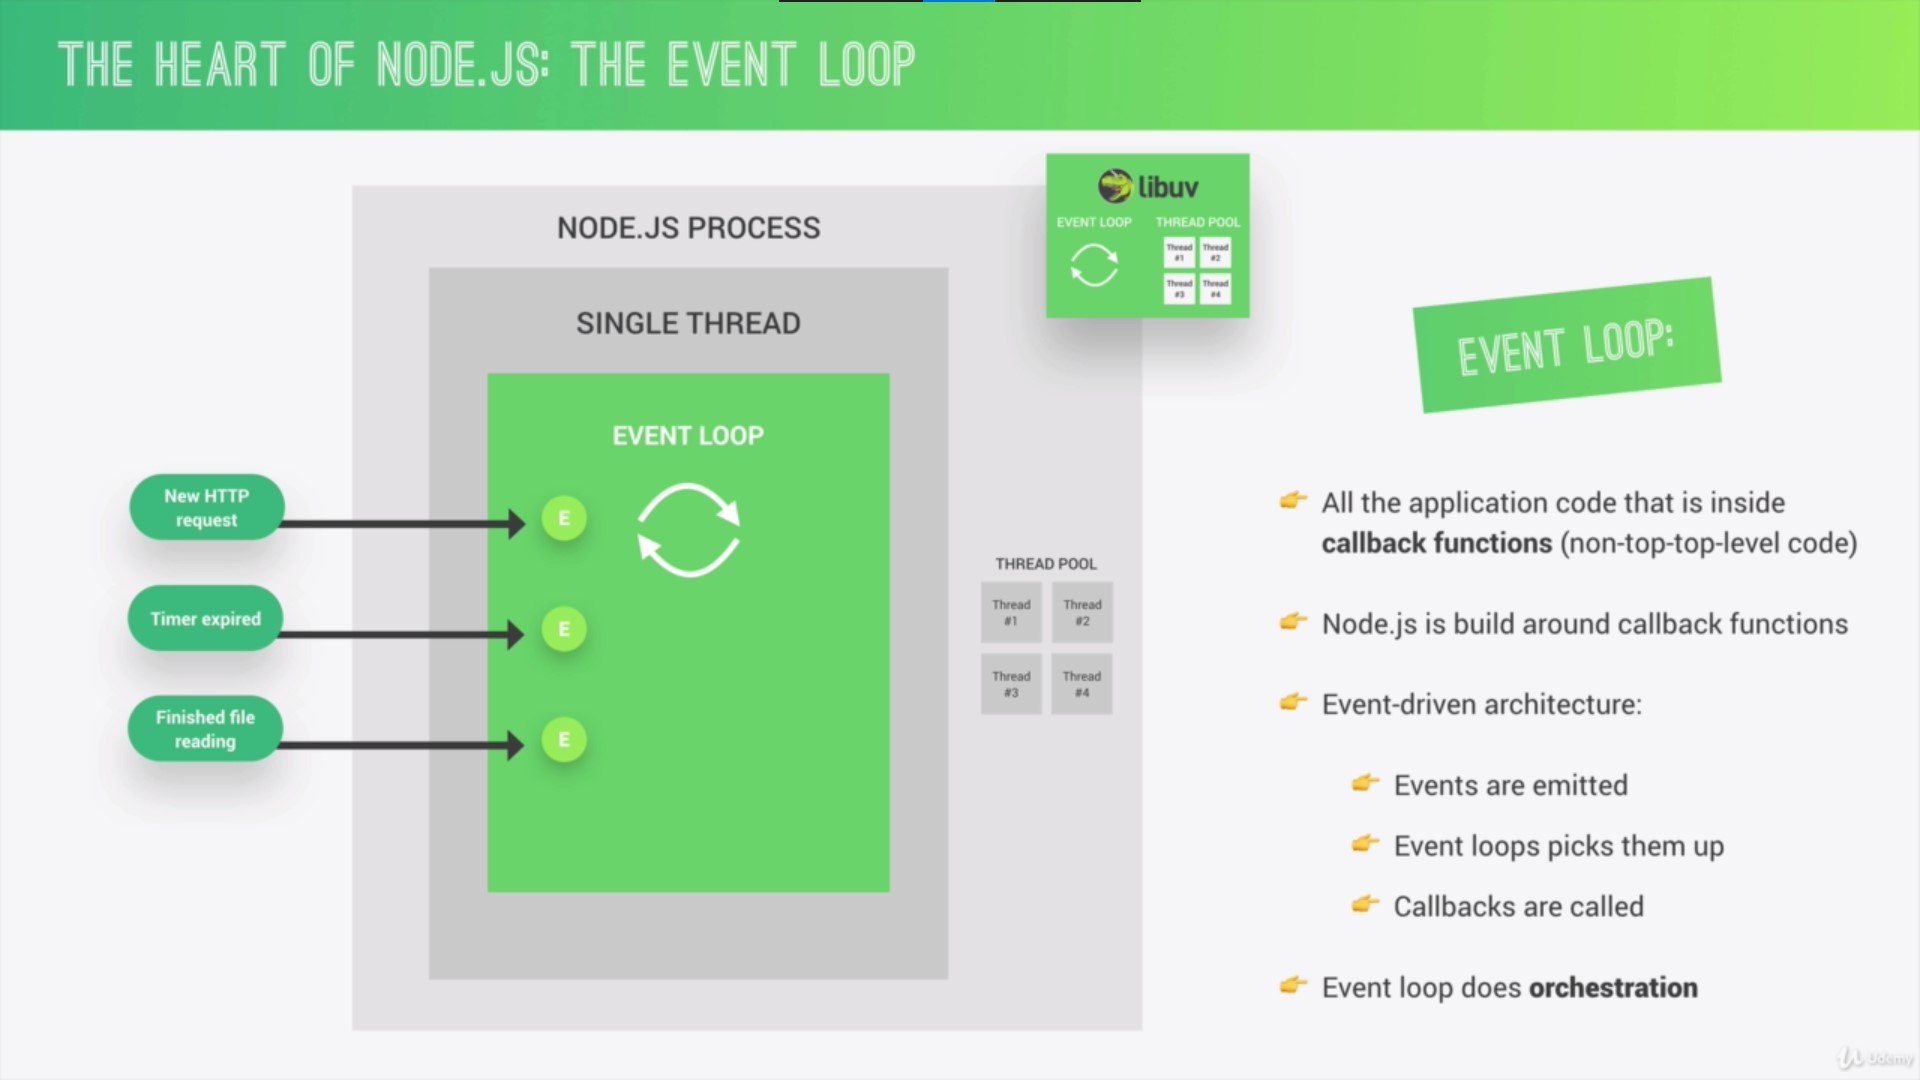 THE HEART OF NODE.JS: THE EVENT LOOP
libuv
EVENT LOOP
THREAD POOL
Thread #1
Thread #2
Thread #3
Thread #4
NODE.JS PROCESS
SINGLE THREAD
EVENT LOOP
New HTTP
request
E
Timer expired
E
Finished file
reading
E
THREAD POOL
Thread
#1
Thread
#2
Thread
#3
Thread
#4
EVENT LOOP:
All the application code that is inside
callback functions (non-top-top-level code)
Node.js is build around callback functions
Event-driven architecture:
Events are emitted
Event loops picks them up
Callbacks are called
Event loop does orchestration
Udemy